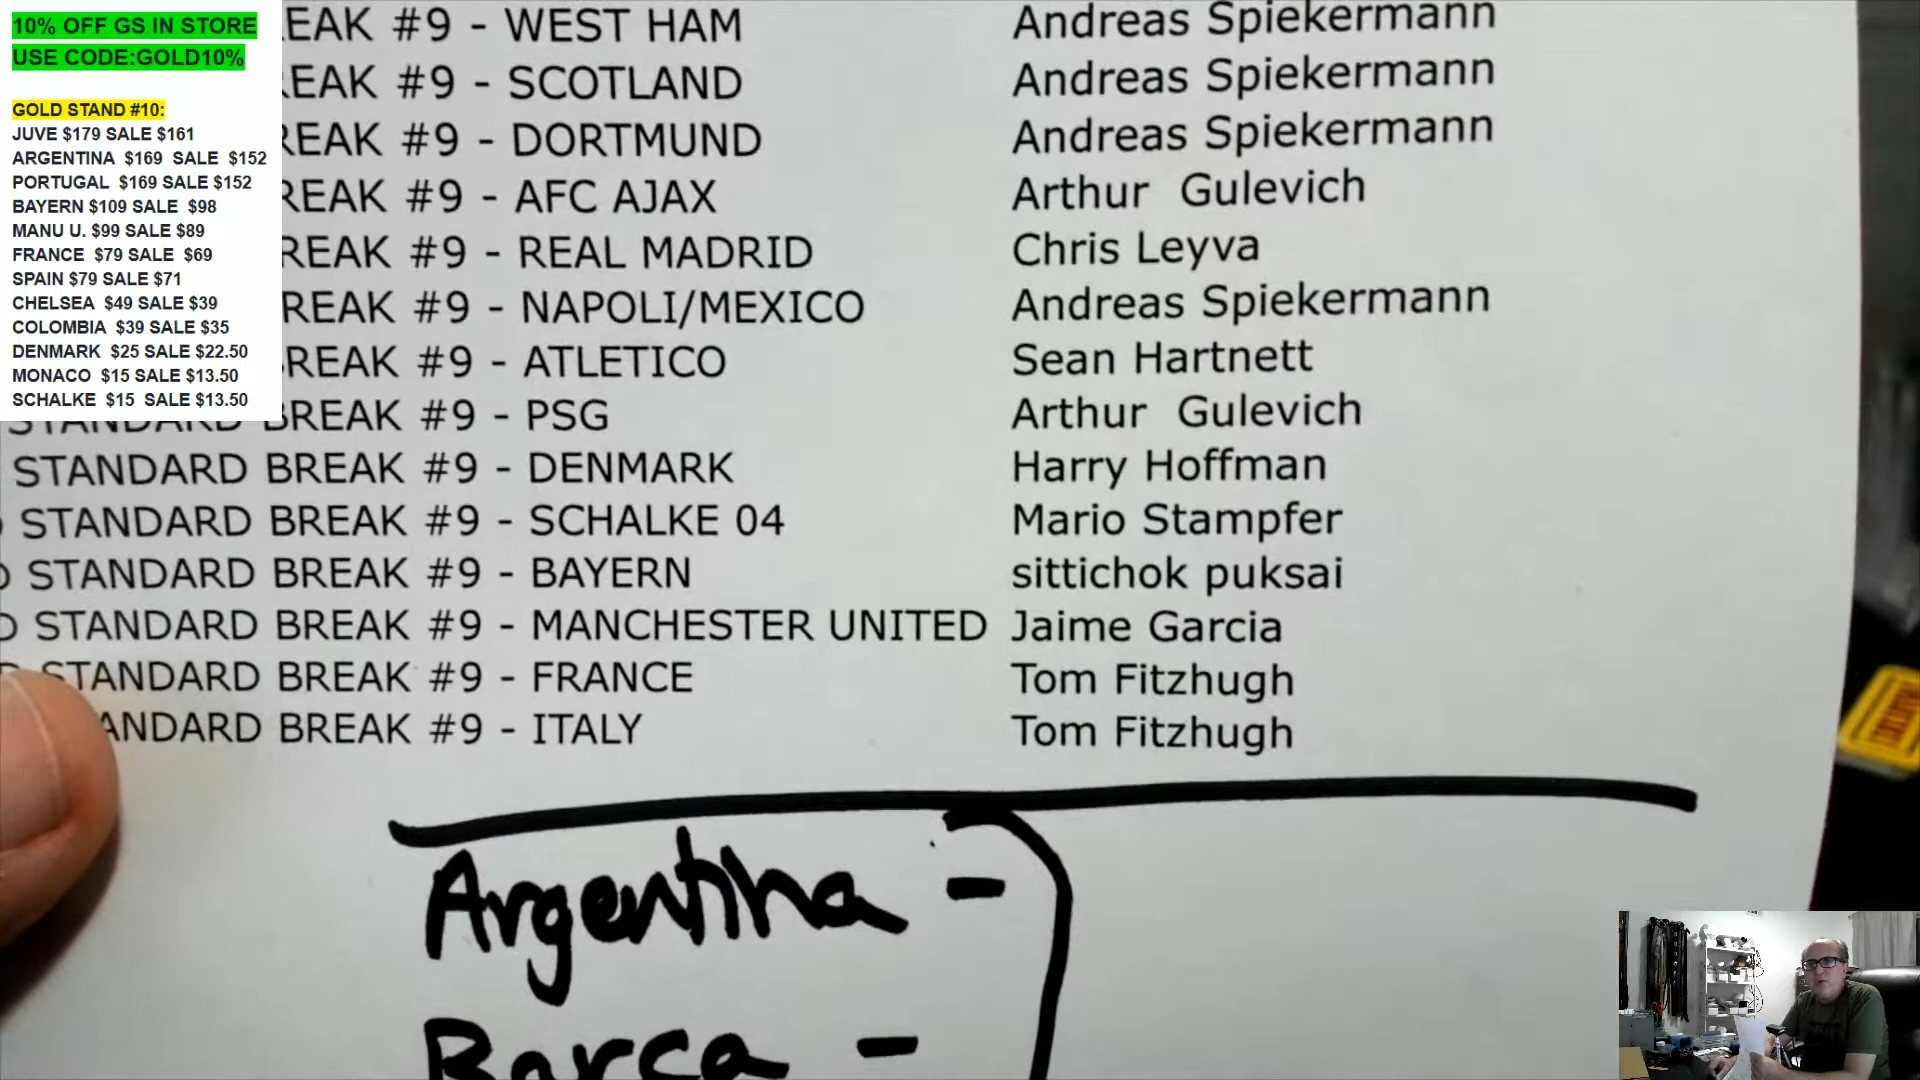 10% OFF GS IN STORE
USE CODE:GOLD10%
GOLD STAND #10:
JUVE $179 SALE $161
ARGENTINA $169 SALE $152
PORTUGAL $169 SALE $152
BAYERN $109 SALE $98
MANU U. $99 SALE $89
FRANCE $79 SALE $69
SPAIN $79 SALE $71
CHELSEA $49 SALE $39
COLOMBIA $39 SALE $35
DENMARK $25 SALE $22.50
MONACO $15 SALE $13.50
SCHALKE $15 SALE $13.50
EAK #9 - WEST HAM Andreas Spiekermann
EAK #9 - SCOTLAND Andreas Spiekermann
REAK #9 - DORTMUND Andreas Spiekermann
REAK #9 - AFC AJAX Arthur Gulevich
REAK #9 - REAL MADRID Chris Leyva
REAK #9 - NAPOLI/MEXICO Andreas Spiekermann
BREAK #9 - ATLETICO Sean Hartnett
STANDARD BREAK #9 - PSG Arthur Gulevich
STANDARD BREAK #9 - DENMARK Harry Hoffman
STANDARD BREAK #9 - SCHALKE 04 Mario Stampfer
STANDARD BREAK #9 - BAYERN sittichok puksai
STANDARD BREAK #9 - MANCHESTER UNITED Jaime Garcia
STANDARD BREAK #9 - FRANCE Tom Fitzhugh
ANDARD BREAK #9 - ITALY Tom Fitzhugh
Argentina -
Barca -